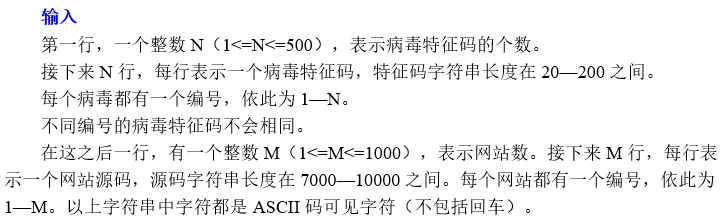 输入
第一行，一个整数 N（1<=N<=500），表示病毒特征码的个数。
接下来 N 行，每行表示一个病毒特征码，特征码字符串长度在 20—200 之间。
每个病毒都有一个编号，依此为 1—N。
不同编号的病毒特征码不会相同。
在这之后一行，有一个整数 M（1<=M<=1000），表示网站数。接下来 M 行，每行表
示一个网站源码，源码字符串长度在 7000—10000 之间。每个网站都有一个编号，依此为
1—M。以上字符串中字符都是 ASCII 码可见字符（不包括回车）。